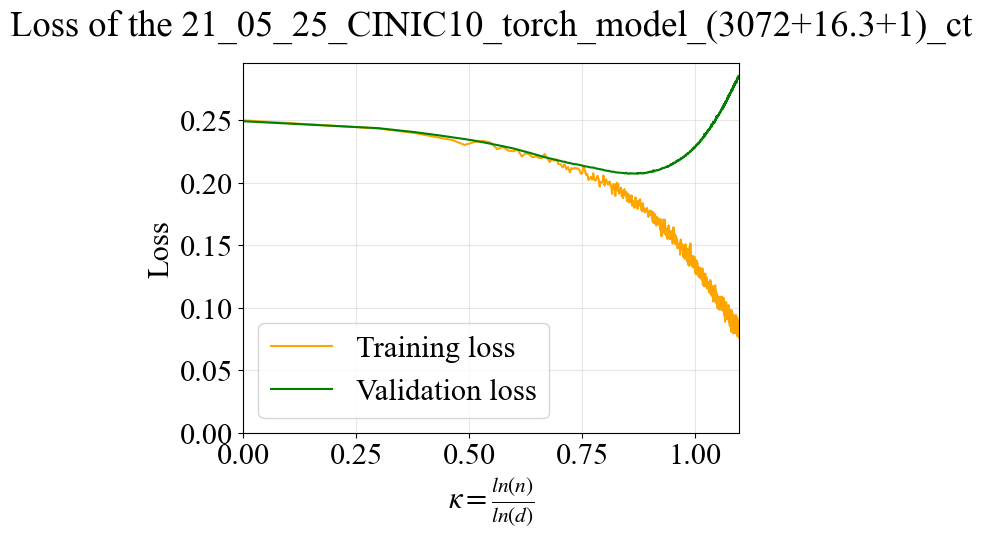 Loss of the 21_05_25_CINIC10_torch_model_(3072+16.3+1)_ct
Loss
0.25
0.20
0.15
0.10
0.05
0.00
Training loss
Validation loss
0.00 0.25 0.50 0.75 1.00
κ = ln(n)/ln(d)